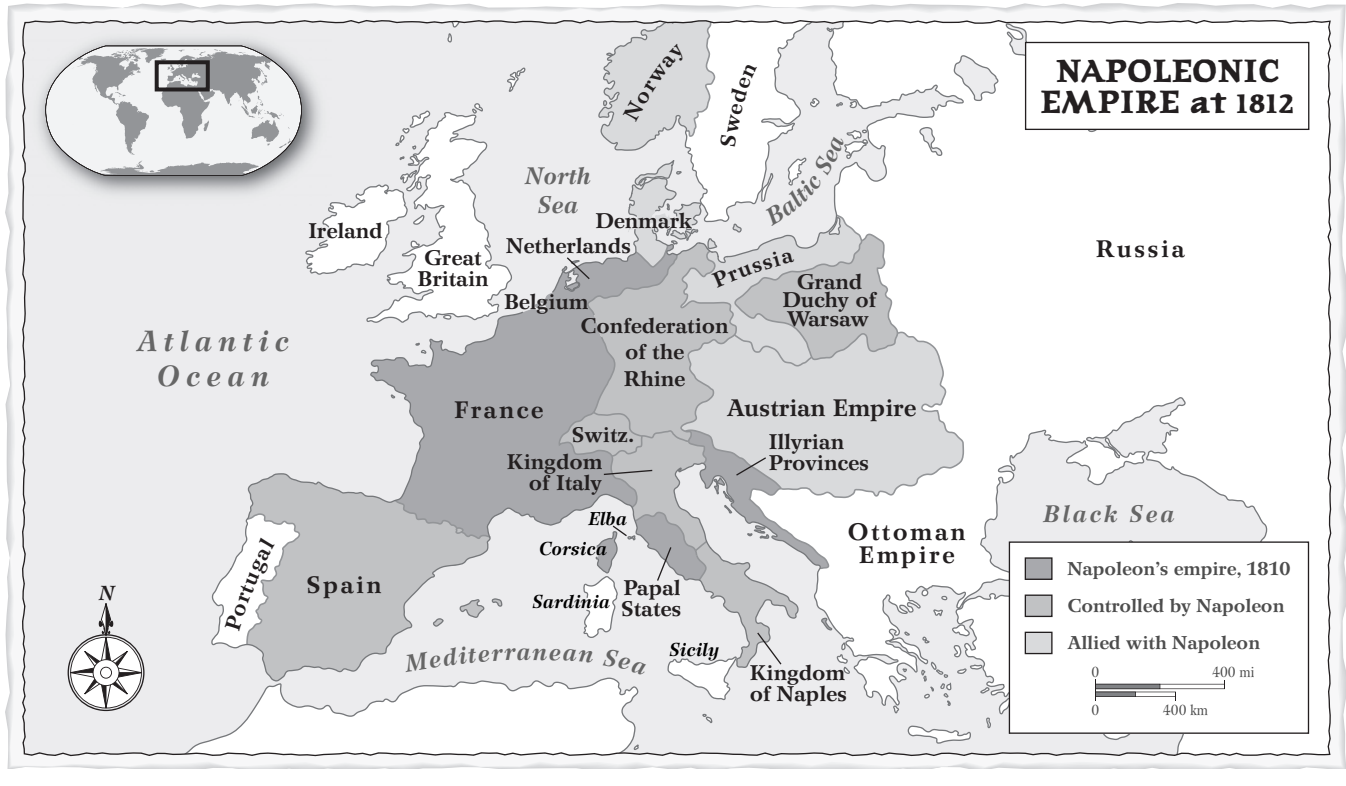 NAPOLEONIC
EMPIRE at 1812
Norway
Sweden
North
Sea
Baltic Sea
Denmark
Ireland
Netherlands
Great
Britain
Russia
Prussia
Belgium
Grand
Duchy of
Warsaw
Atlantic
Ocean
Confederation
of the
Rhine
France
Austrian Empire
Switz.
Illyrian
Provinces
Kingdom
of Italy
Elba
Black Sea
Ottoman
Empire
Corsica
Portugal
Spain
Papal
States
Sardinia
N
Sicily
Mediterranean Sea
Kingdom
of Naples
Napoleon's empire, 1810
Controlled by Napoleon
Allied with Napoleon
0 400 mi
0 400 km